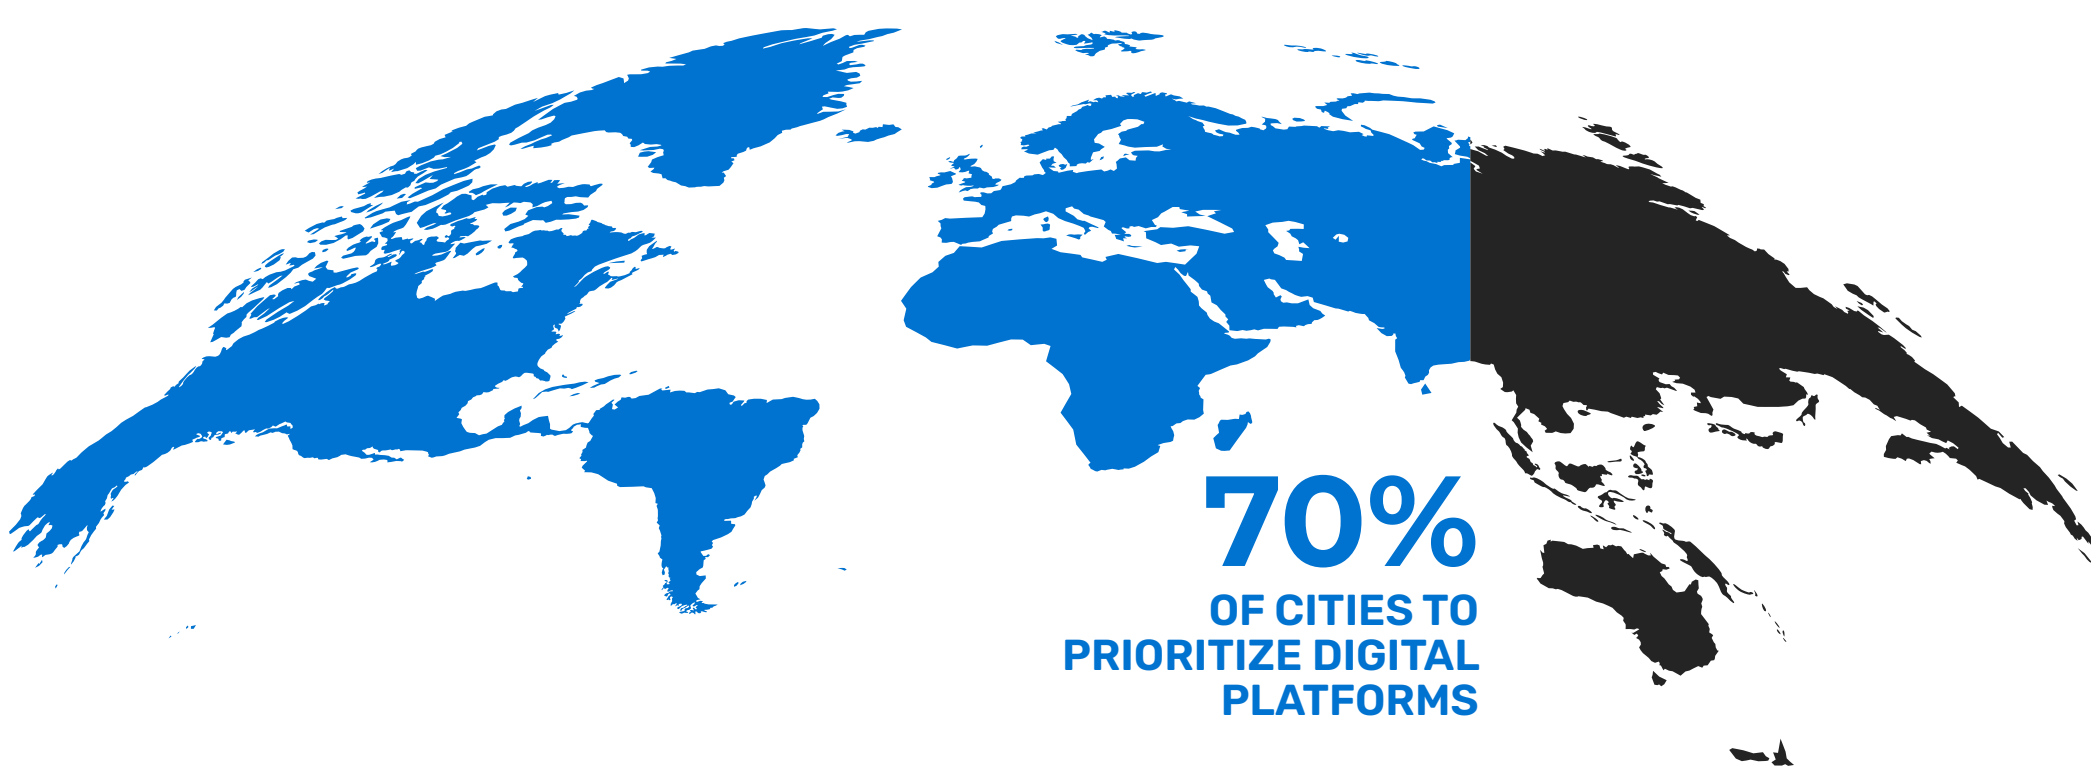 70%
OF CITIES TO
PRIORITIZE DIGITAL
PLATFORMS